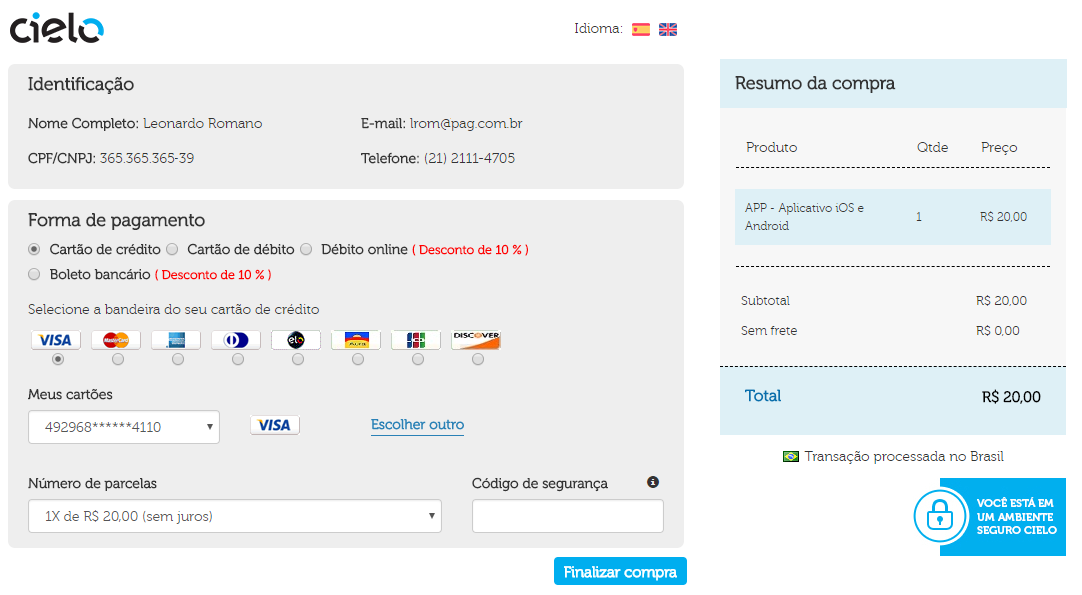 cielo
Idioma:
Identificação
Nome Completo: Leonardo Romano
E-mail: lrom@pag.com.br
CPF/CNPJ: 365.365.365-39
Telefone: (21) 2111-4705
Forma de pagamento
Cartão de crédito Cartão de débito Débito online ( Desconto de 10 % )
Boleto bancário ( Desconto de 10 % )
Selecione a bandeira do seu cartão de crédito
VISA MasterCard elo Aura JCB DISCOVER
Meus cartões
492968******4110 VISA Escolher outro
Número de parcelas
Código de segurança
1X de R$ 20,00 (sem juros)
Finalizar compra
Resumo da compra
Produto Qtde Preço
APP - Aplicativo iOS e
Android
1 R$ 20,00
Subtotal R$ 20,00
Sem frete R$ 0,00
Total R$ 20,00
Transação processada no Brasil
VOCÊ ESTÁ EM
UM AMBIENTE
SEGURO CIELO